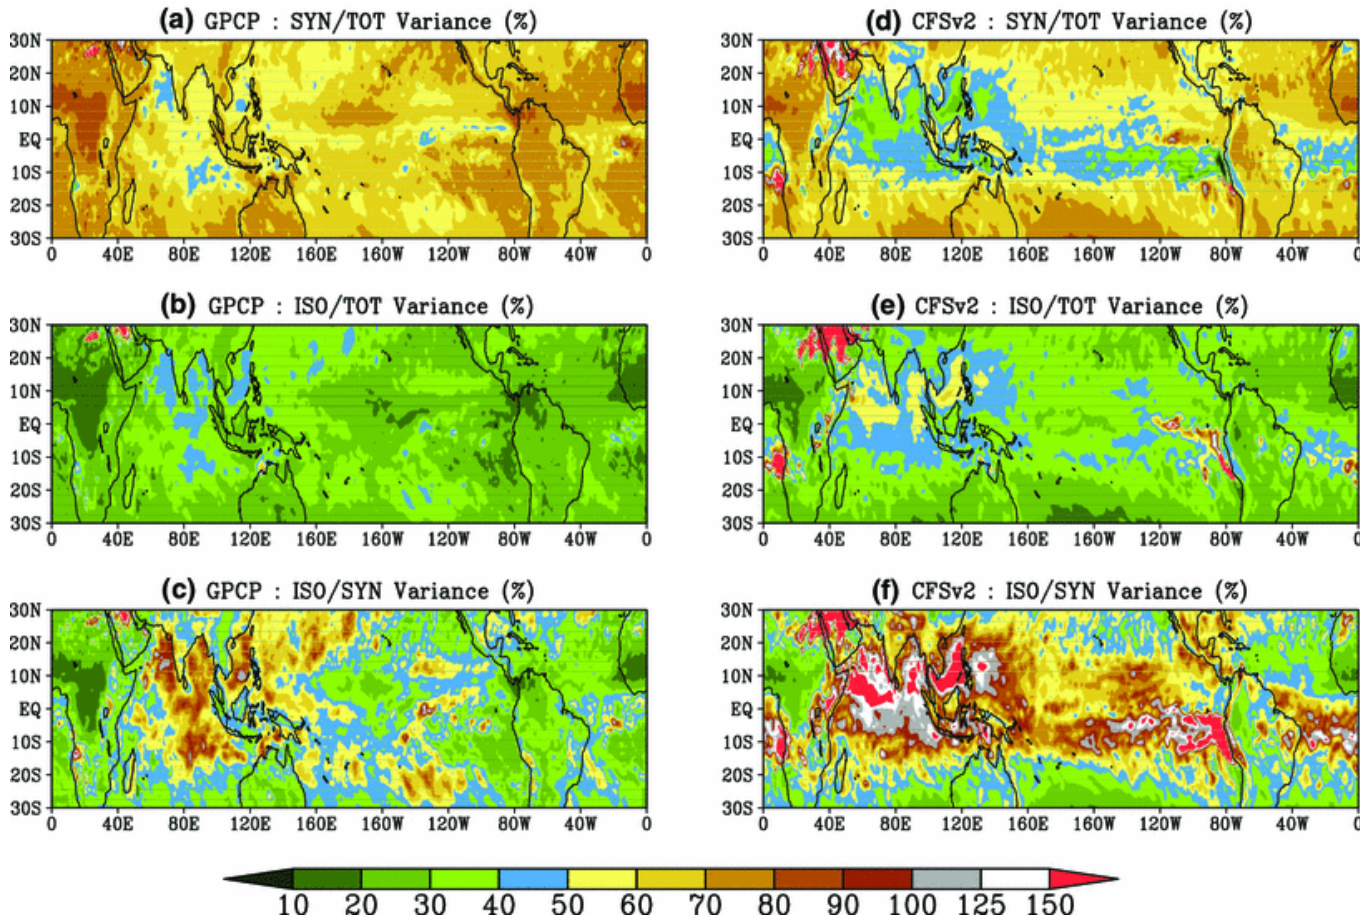 (a) GPCP : SYN/TOT Variance (%)
30N
20N
10N
EQ
10S
20S
30S
0 40E 80E 120E 160E 160W 120W 80W 40W 0
(d) CFSv2 : SYN/TOT Variance (%)
30N
20N
10N
EQ
10S
20S
30S
0 40E 80E 120E 160E 160W 120W 80W 40W 0
(b) GPCP : ISO/TOT Variance (%)
30N
20N
10N
EQ
10S
20S
30S
0 40E 80E 120E 160E 160W 120W 80W 40W 0
(e) CFSv2 : ISO/TOT Variance (%)
30N
20N
10N
EQ
10S
20S
30S
0 40E 80E 120E 160E 160W 120W 80W 40W 0
(c) GPCP : ISO/SYN Variance (%)
30N
20N
10N
EQ
10S
20S
30S
0 40E 80E 120E 160E 160W 120W 80W 40W 0
(f) CFSv2 : ISO/SYN Variance (%)
30N
20N
10N
EQ
10S
20S
30S
0 40E 80E 120E 160E 160W 120W 80W 40W 0
10 20 30 40 50 60 70 80 90 100 125 150